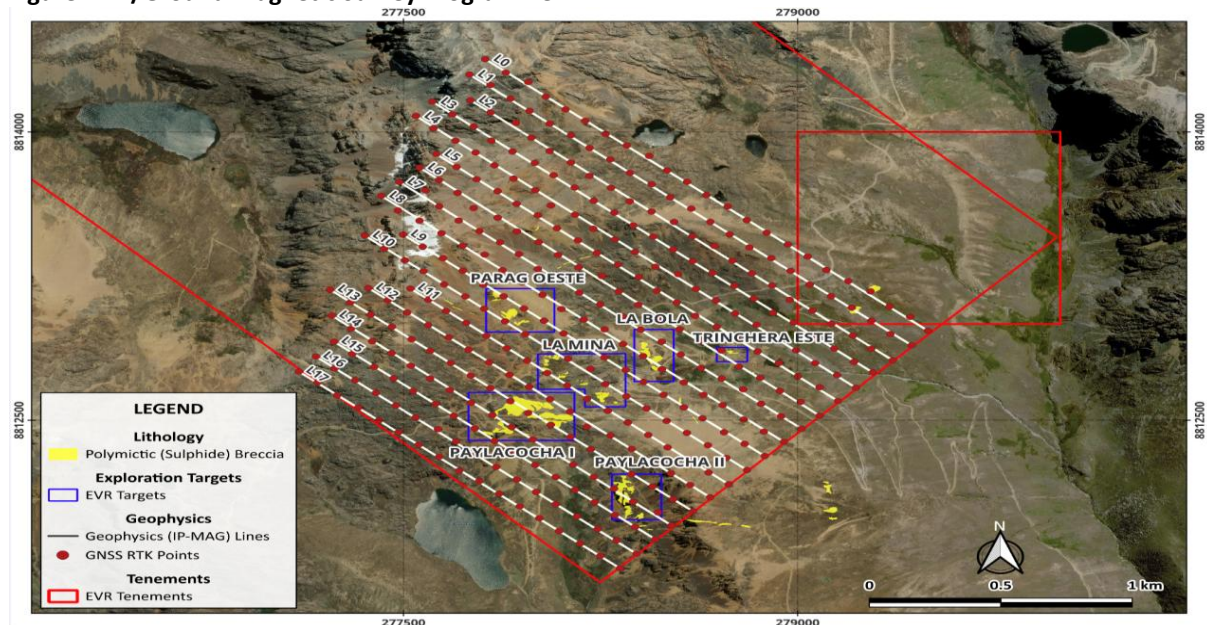 277500
279000
L0
L1
L2
L3
L4
L5
L6
L7
L8
L9
L10
L11
L12
L13
L14
L15
L16
L17
8814000
8814000
PARAG OESTE
LA BOLA
TRINCHERA ESTE
LA MINA
8812500
8812500
PAYLACOCHA I
PAYLACOCHA II
LEGEND
Lithology
Polymictic (Sulphide) Breccia
Exploration Targets
EVR Targets
Geophysics
Geophysics (IP-MAG) Lines
GNSS RTK Points
Tenements
EVR Tenements
N
0 0.5 1 km
277500
279000